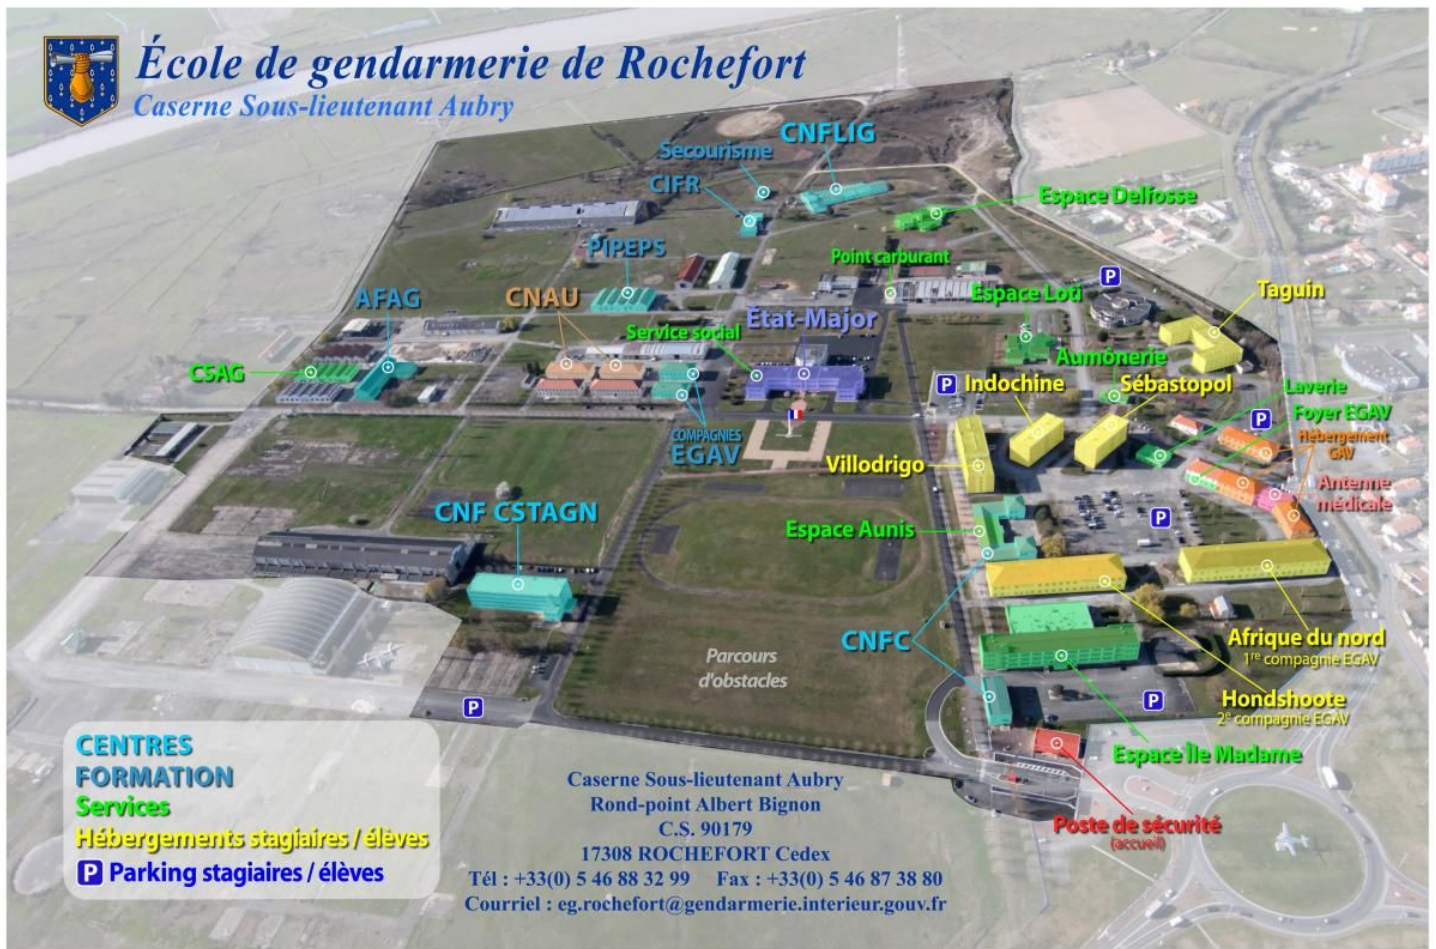 École de gendarmerie de Rochefort
Caserne Sous-lieutenant Aubry
CNFLIG
Secourisme
CIFR
Espace Delfosse
PIPEPS
Point carburant
P
AFAG
CNAU
Espace Loti
Taguin
Service social
État-Major
CSAG
Aumônerie
P
Indochine
Sébastopol
Laverie
Foyer EGAV
P
COMPAGNIES
EGAV
Hébergement
GAV
Villodrigo
Antenne
médicale
CNF CSTAGN
Espace Aunis
P
CNFC
Afrique du nord
1re compagnie EGAV
Parcours
d'obstacles
Hondshoote
2e compagnie EGAV
P
P
Espace Île Madame
Poste de sécurité
(accueil)
CENTRES
FORMATION
Services
Hébergements stagiaires / élèves
P Parking stagiaires / élèves
Caserne Sous-lieutenant Aubry
Rond-point Albert Bignon
C.S. 90179
17308 ROCHEFORT Cedex
Tél : +33(0) 5 46 88 32 99 Fax : +33(0) 5 46 87 38 80
Courriel : eg.rochefort@gendarmerie.interieur.gouv.fr